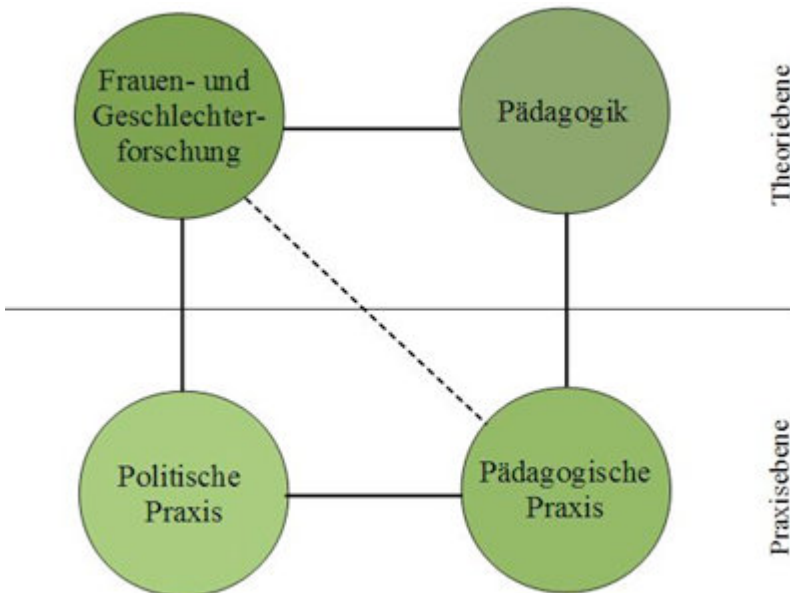 Frauen- und
Geschlechter-
forschung
Pädagogik
Theoriebene
Politische
Praxis
Pädagogische
Praxis
Praxisebene